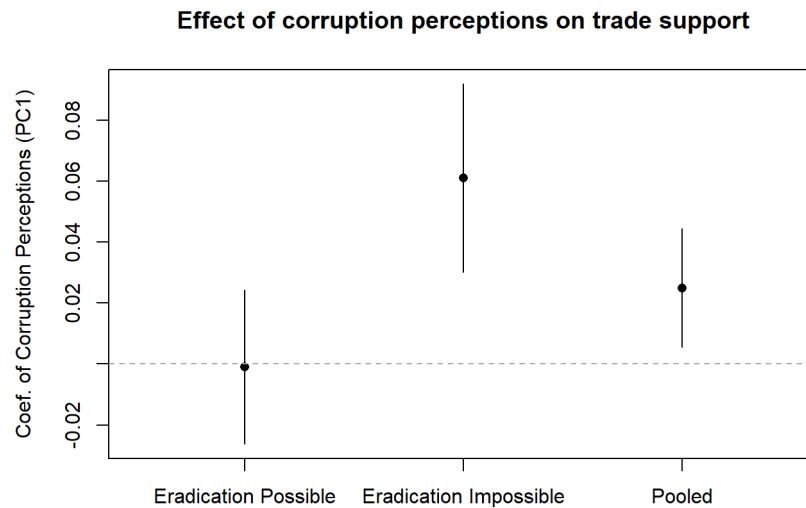 Effect of corruption perceptions on trade support
Coef. of Corruption Perceptions (PC1)
0.08
0.06
0.04
0.02
-0.02
Eradication Possible
Eradication Impossible
Pooled